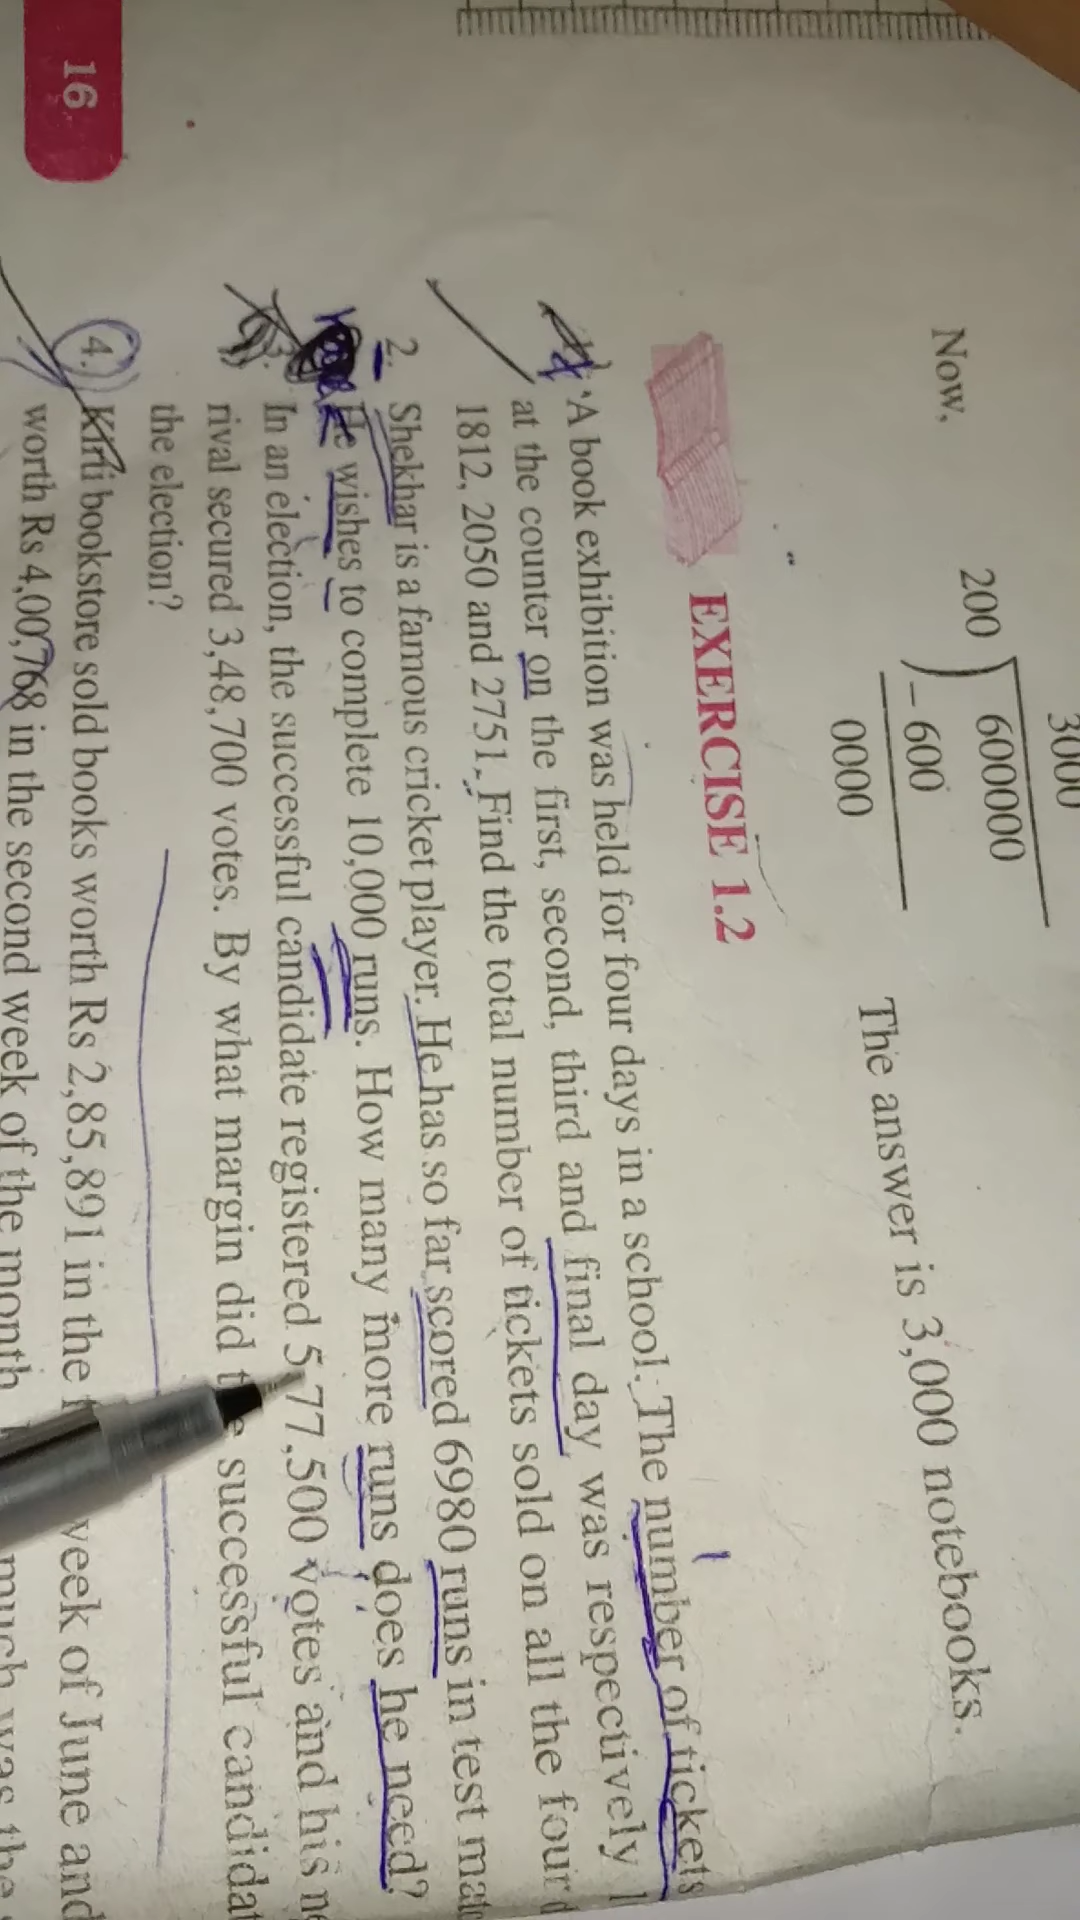 3000
200 ) 600000
– 600
0000
Now,
The answer is 3,000 notebooks.
EXERCISE 1.2
A book exhibition was held for four days in a school. The number of tickets
at the counter on the first, second, third and final day was respectively 1
1812, 2050 and 2751. Find the total number of tickets sold on all the four d
2. Shekhar is a famous cricket player. He has so far scored 6980 runs in test mat
He wishes to complete 10,000 runs. How many more runs does he need?
3. In an election, the successful candidate registered 5,77,500 votes and his ne
rival secured 3,48,700 votes. By what margin did the successful candidat
the election?
4. Kirti bookstore sold books worth Rs 2,85,891 in the f week of June and
worth Rs 4,00,768 in the second week of the month
much was the
16